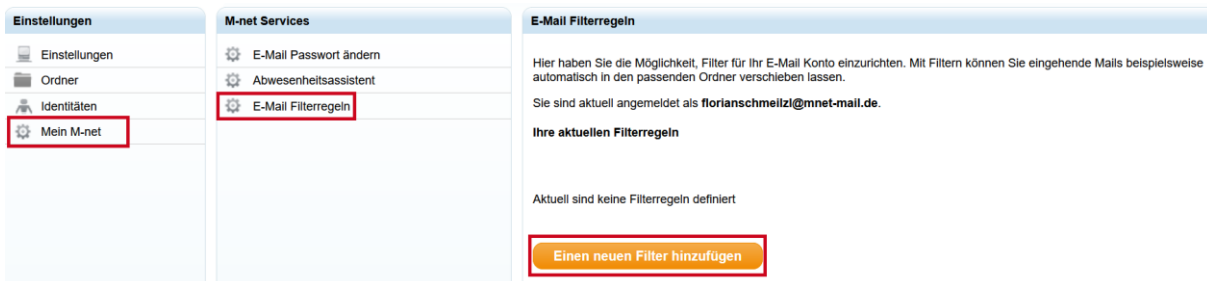 Einstellungen
Einstellungen
Ordner
Identitäten
Mein M-net
M-net Services
E-Mail Passwort ändern
Abwesenheitsassistent
E-Mail Filterregeln
E-Mail Filterregeln
Hier haben Sie die Möglichkeit, Filter für Ihr E-Mail Konto einzurichten. Mit Filtern können Sie eingehende Mails beispielsweise
automatisch in den passenden Ordner verschieben lassen.
Sie sind aktuell angemeldet als florianschmeilzl@mnet-mail.de.
Ihre aktuellen Filterregeln
Aktuell sind keine Filterregeln definiert
Einen neuen Filter hinzufügen